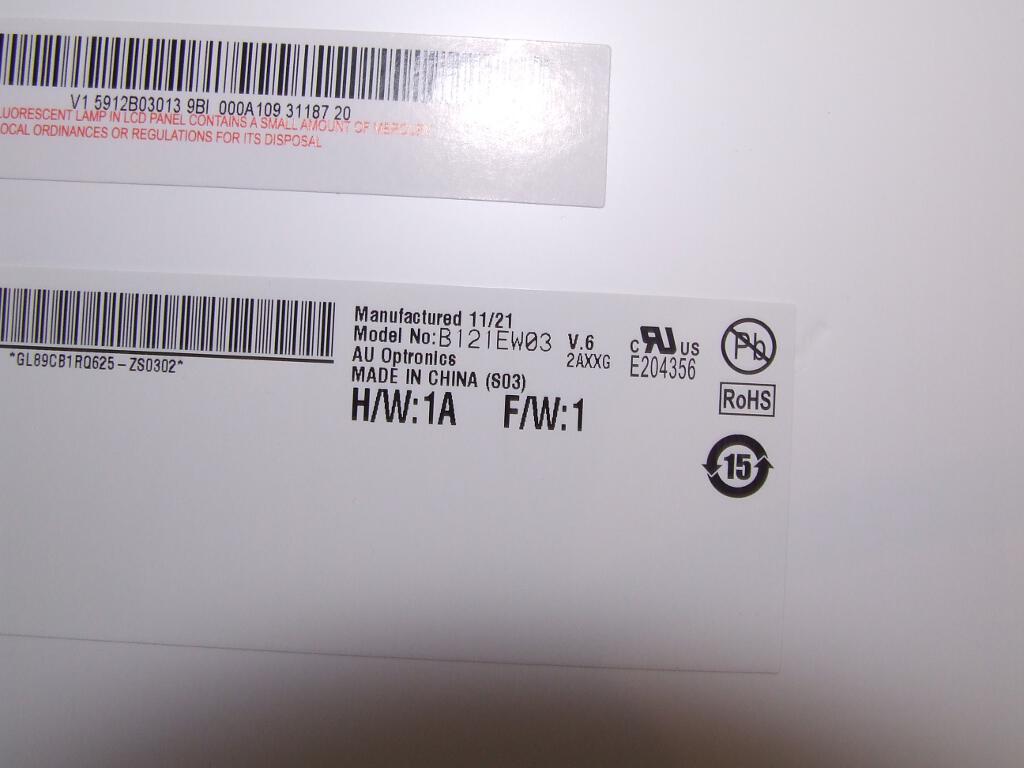 V1 5912B03013 9BI 000A109 31187 20
LUORESCENT LAMP IN LCD PANEL CONTAINS A SMALL AMOUNT OF MERCURY
OCAL ORDINANCES OR REGULATIONS FOR ITS DISPOSAL
Manufactured 11/21
Model No:B121EW03 V.6
AU Optronics 2AXXG
MADE IN CHINA (S03)
H/W:1A F/W:1
*GL89CB1RQ625-ZS0302*
c RU US
E204356
Pb
RoHS
15